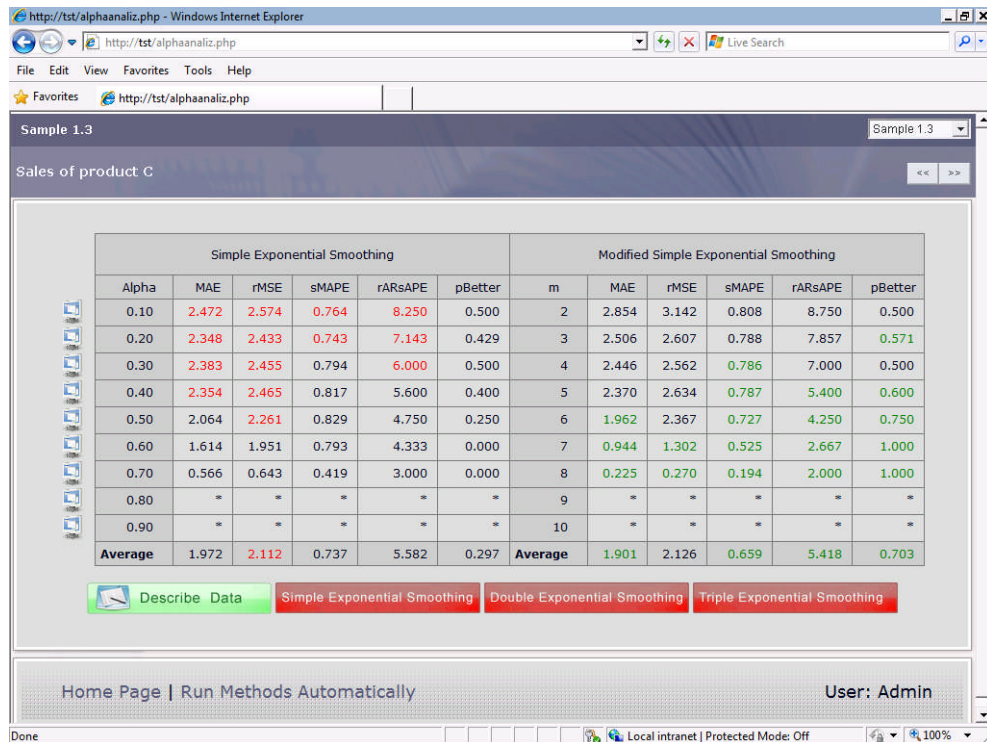 http://tst/alphaanaliz.php - Windows Internet Explorer
http://tst/alphaanaliz.php Live Search
File Edit View Favorites Tools Help
Favorites http://tst/alphaanaliz.php
Sample 1.3 Sample 1.3
Sales of product C << >>
Simple Exponential Smoothing Modified Simple Exponential Smoothing
Alpha MAE rMSE sMAPE rARsAPE pBetter m MAE rMSE sMAPE rARsAPE pBetter
0.10 2.472 2.574 0.764 8.250 0.500 2 2.854 3.142 0.808 8.750 0.500
0.20 2.348 2.433 0.743 7.143 0.429 3 2.506 2.607 0.788 7.857 0.571
0.30 2.383 2.455 0.794 6.000 0.500 4 2.446 2.562 0.786 7.000 0.500
0.40 2.354 2.465 0.817 5.600 0.400 5 2.370 2.634 0.787 5.400 0.600
0.50 2.064 2.261 0.829 4.750 0.250 6 1.962 2.367 0.727 4.250 0.750
0.60 1.614 1.951 0.793 4.333 0.000 7 0.944 1.302 0.525 2.667 1.000
0.70 0.566 0.643 0.419 3.000 0.000 8 0.225 0.270 0.194 2.000 1.000
0.80 * * * * * 9 * * * * *
0.90 * * * * * 10 * * * * *
Average 1.972 2.112 0.737 5.582 0.297 Average 1.901 2.126 0.659 5.418 0.703
Describe Data Simple Exponential Smoothing Double Exponential Smoothing Triple Exponential Smoothing
Home Page | Run Methods Automatically User: Admin
Done Local intranet | Protected Mode: Off 100%